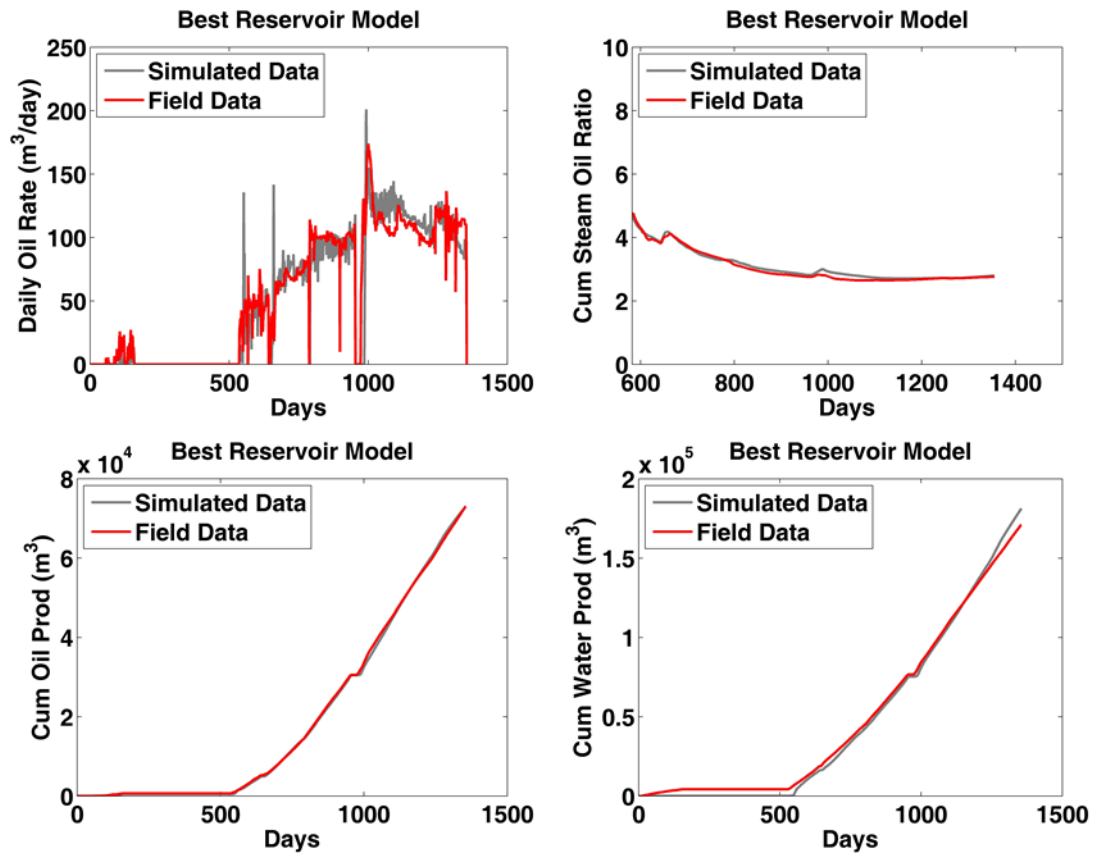 Best Reservoir Model
Daily Oil Rate (m³/day)
250
200
150
100
50
0
Simulated Data
Field Data
0 500 1000 1500
Days
Best Reservoir Model
Cum Steam Oil Ratio
10
8
6
4
2
0
Simulated Data
Field Data
600 800 1000 1200 1400
Days
Best Reservoir Model
x 10⁴
Cum Oil Prod (m³)
8
6
4
2
0
Simulated Data
Field Data
0 500 1000 1500
Days
Best Reservoir Model
x 10⁵
Cum Water Prod (m³)
2
1.5
1
0.5
0
Simulated Data
Field Data
0 500 1000 1500
Days